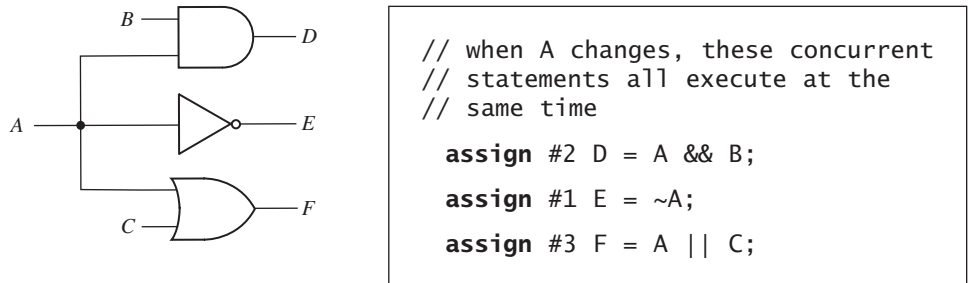 B
D
A
E
C
F
// when A changes, these concurrent
// statements all execute at the
// same time
assign #2 D = A && B;
assign #1 E = ~A;
assign #3 F = A || C;